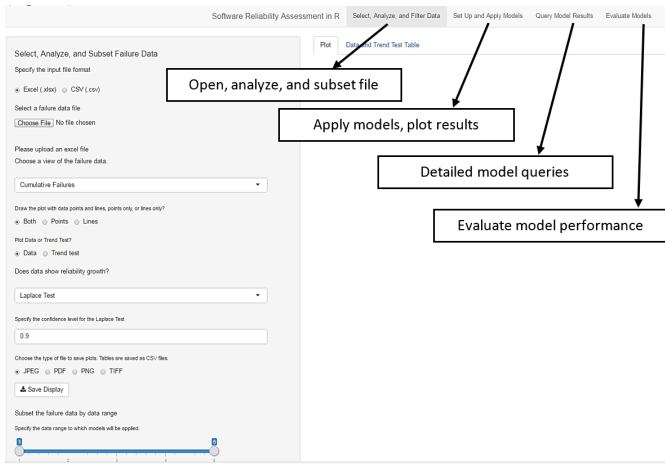 Software Reliability Assessment in R
Select, Analyze, and Filter Data
Set Up and Apply Models
Query Model Results
Evaluate Models
Select, Analyze, and Subset Failure Data
Specify the input file format
Excel (.xlsx) CSV (.csv)
Select a failure data file
Choose File No file chosen
Please upload an excel file
Choose a view of the failure data.
Cumulative Failures
Draw the plot with data points and lines, points only, or lines only?
Both Points Lines
Plot Data or Trend Test?
Data Trend test
Does data show reliability growth?
Laplace Test
Specify the confidence level for the Laplace Test
0.9
Choose the type of file to save plots. Tables are saved as CSV files.
JPEG PDF PNG TIFF
Save Display
Subset the failure data by data range
Specify the data range to which models will be applied.
1 5
1 2 3 4 5
Plot
Data and Trend Test Table
Open, analyze, and subset file
Apply models, plot results
Detailed model queries
Evaluate model performance